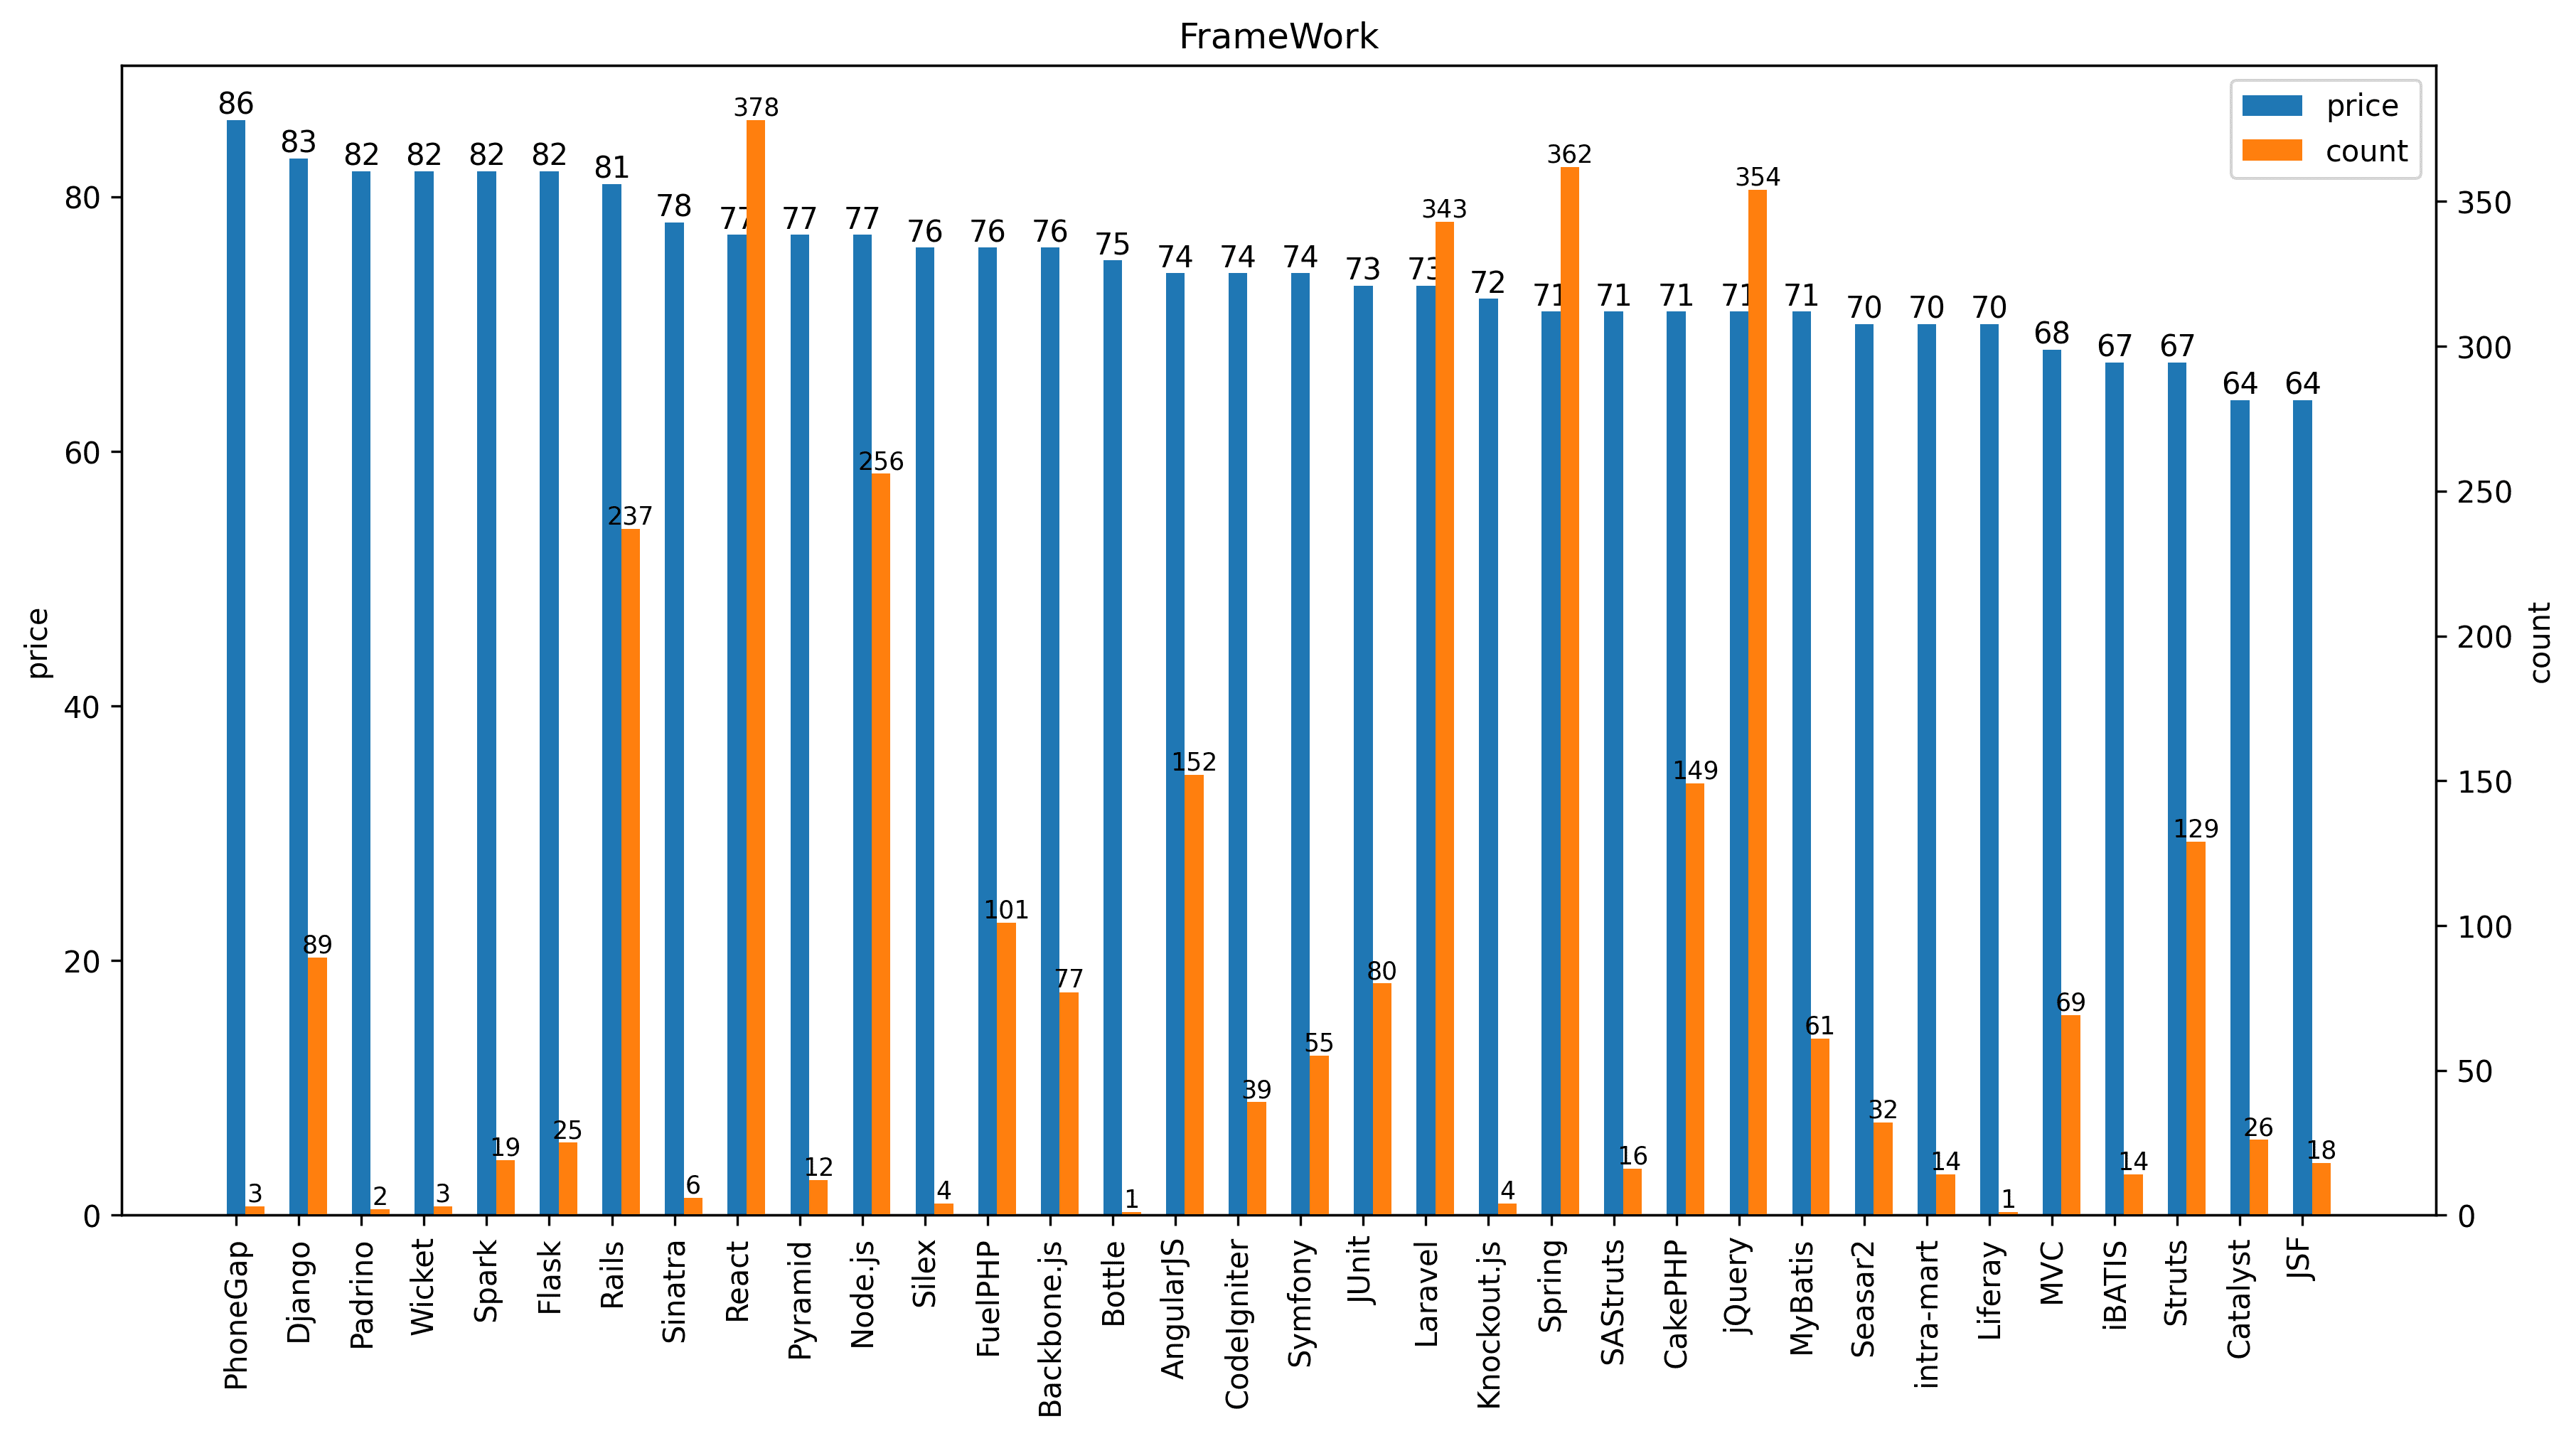 FrameWork
price
count
86
83
82
82
82
82
81
78
77
77
77
76
76
76
75
74
74
74
73
73
72
71
71
71
71
71
70
70
70
68
67
67
64
64
3
89
2
3
19
25
237
6
378
12
256
4
101
77
1
152
39
55
80
343
4
362
16
149
354
61
32
14
1
69
14
129
26
18
80
60
40
20
0
price
350
300
250
200
150
100
50
0
count
PhoneGap
Django
Padrino
Wicket
Spark
Flask
Rails
Sinatra
React
Pyramid
Node.js
Silex
FuelPHP
Backbone.js
Bottle
AngularJS
CodeIgniter
Symfony
JUnit
Laravel
Knockout.js
Spring
SAStruts
CakePHP
jQuery
MyBatis
Seasar2
intra-mart
Liferay
MVC
iBATIS
Struts
Catalyst
JSF